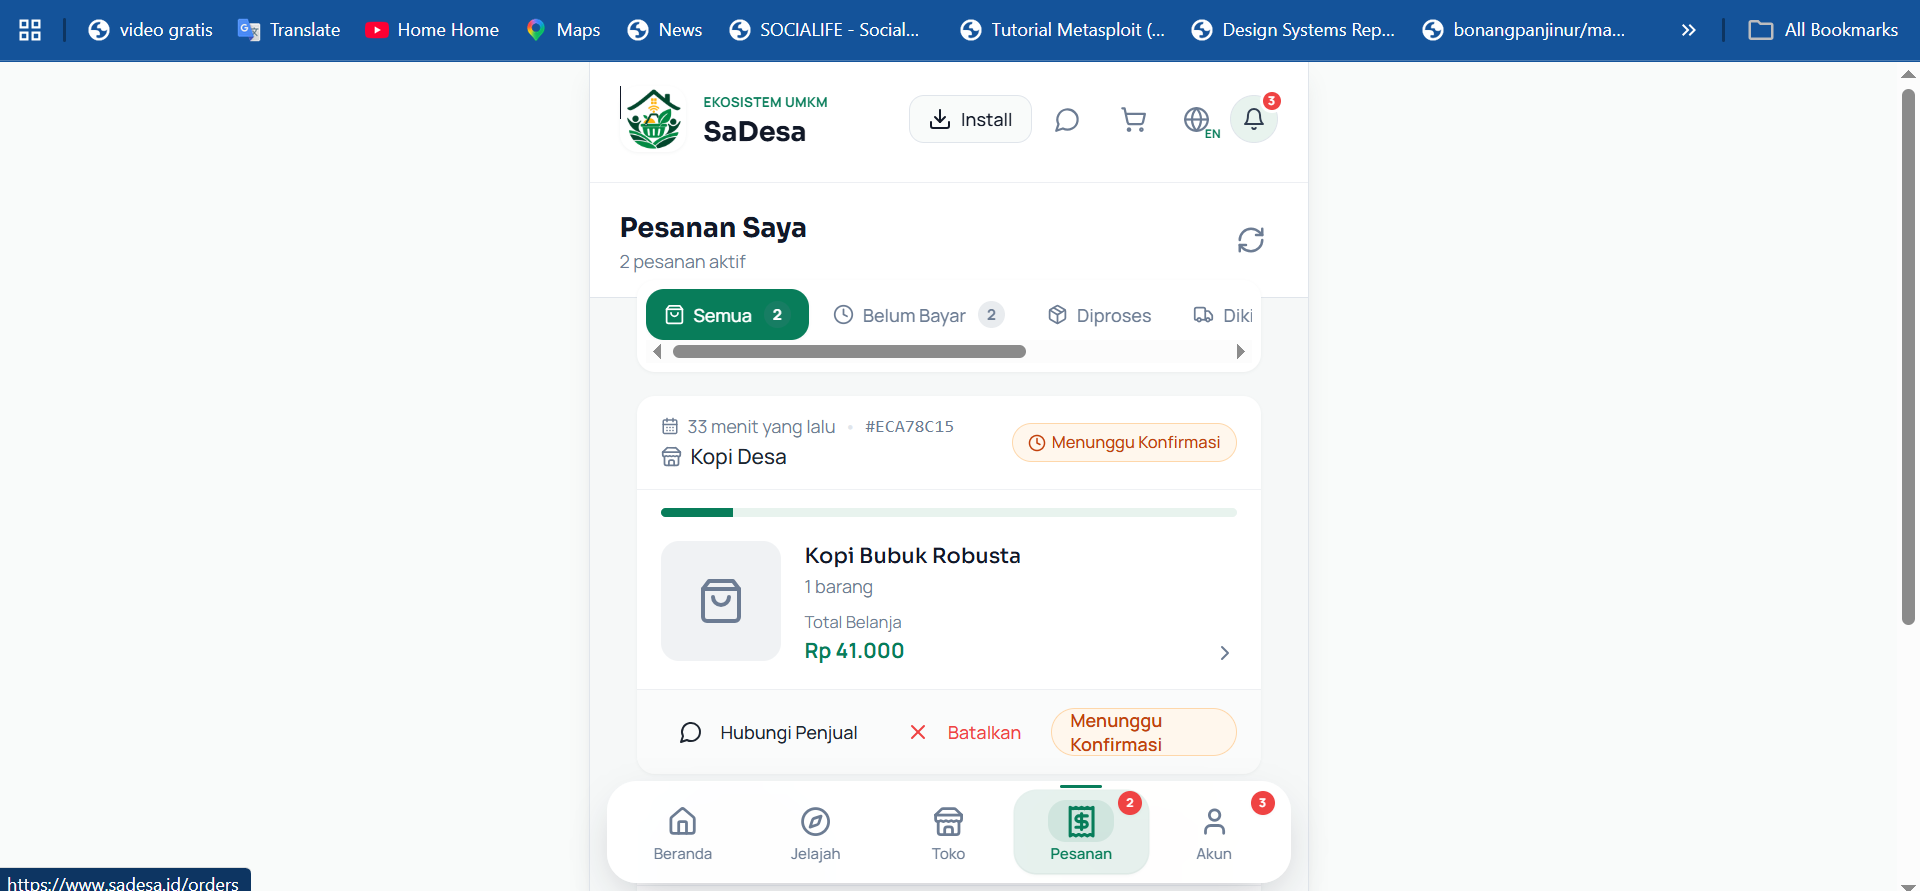 video gratis
Translate
Home Home
Maps
News
SOCIALIFE - Social...
Tutorial Metasploit (...
Design Systems Rep...
bonangpanjinur/ma...
All Bookmarks
EKOSISTEM UMKM
SaDesa
Install
EN
3
Pesanan Saya
2 pesanan aktif
Semua 2
Belum Bayar 2
Diproses
Diki
33 menit yang lalu • #ECA78C15
Kopi Desa
Menunggu Konfirmasi
Kopi Bubuk Robusta
1 barang
Total Belanja
Rp 41.000
Hubungi Penjual
Batalkan
Menunggu
Konfirmasi
Beranda
Jelajah
Toko
Pesanan
2
Akun
3
https://www.sadesa.id/orders